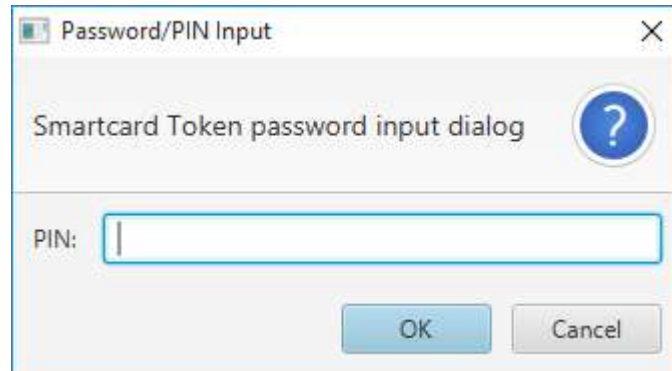 Password/PIN Input
Smartcard Token password input dialog
?
PIN:
OK Cancel